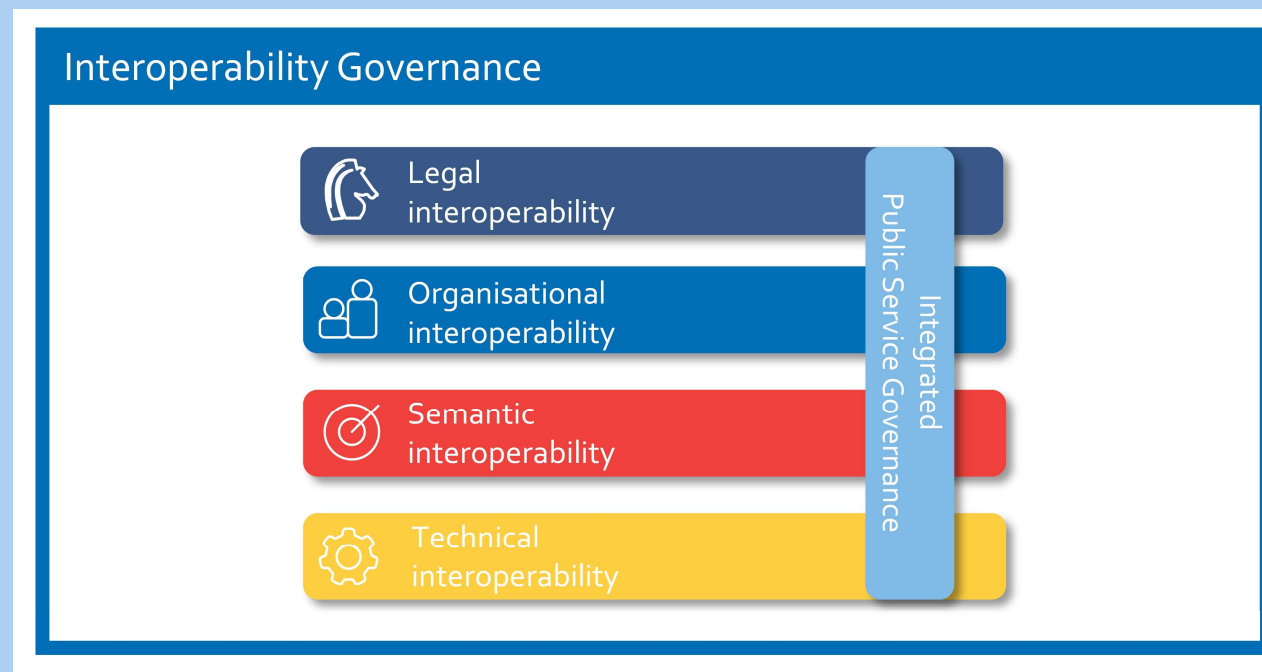 Interoperability Governance
Legal
interoperability
Organisational
interoperability
Semantic
interoperability
Technical
interoperability
Integrated
Public Service Governance